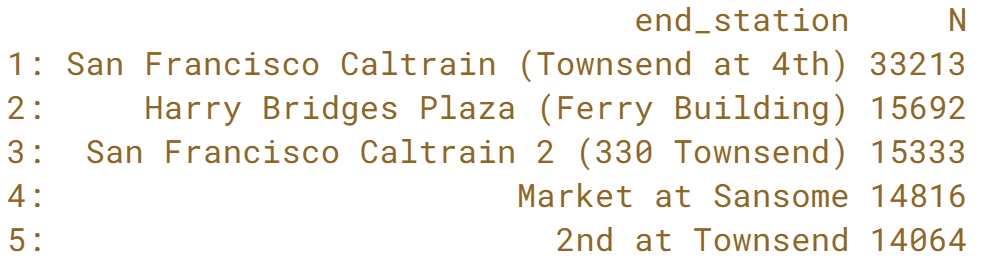 end_station N
1: San Francisco Caltrain (Townsend at 4th) 33213
2: Harry Bridges Plaza (Ferry Building) 15692
3: San Francisco Caltrain 2 (330 Townsend) 15333
4: Market at Sansome 14816
5: 2nd at Townsend 14064